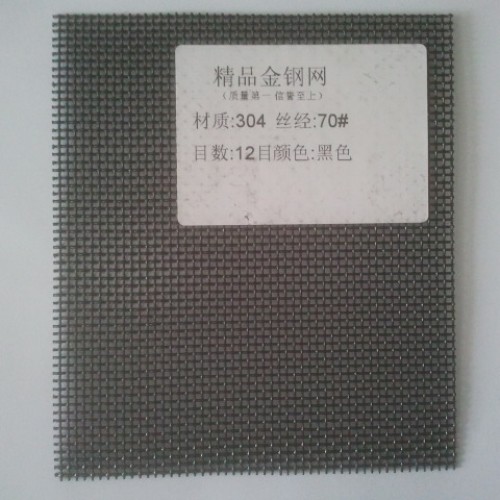 精品金钢网
（质量第一 信誉至上）
材质:304 丝经:70#
目数:12目颜色:黑色